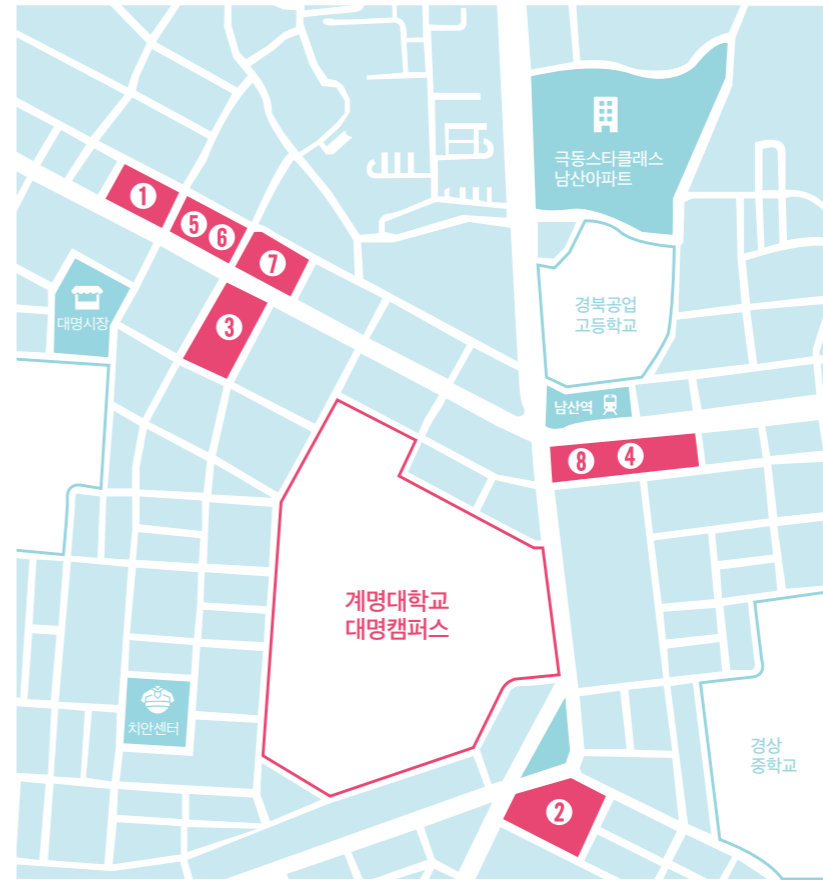 극동스타클래스
남산아파트
1
5
6
7
경북공업
고등학교
대명시장
3
남산역
8
4
계명대학교
대명캠퍼스
치안센터
경상
중학교
2